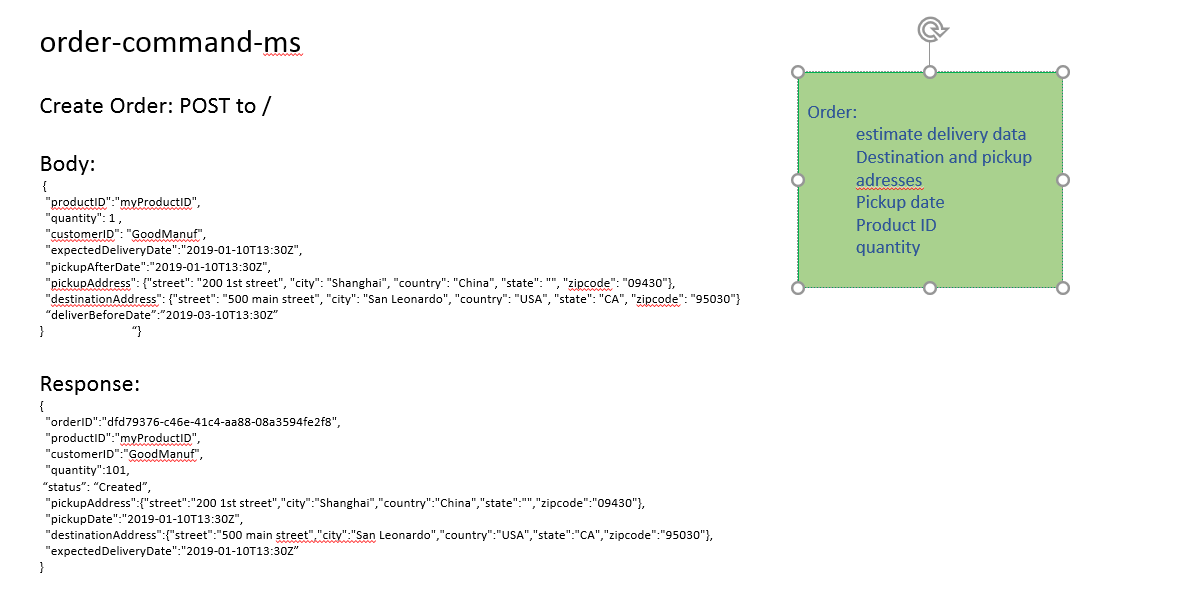 order-command-ms
Create Order: POST to /
Body:
{
"productID":"myProductID",
"quantity": 1 ,
"customerID": "GoodManuf",
"expectedDeliveryDate":"2019-01-10T13:30Z",
"pickupAfterDate":"2019-01-10T13:30Z",
"pickupAddress": {"street": "200 1st street", "city": "Shanghai", "country": "China", "state": "", "zipcode": "09430"},
"destinationAddress": {"street": "500 main street", "city": "San Leonardo", "country": "USA", "state": "CA", "zipcode": "95030"}
“deliverBeforeDate”:”2019-03-10T13:30Z”
} “}
Response:
{
"orderID":"dfd79376-c46e-41c4-aa88-08a3594fe2f8",
"productID":"myProductID",
"customerID":"GoodManuf",
"quantity":101,
“status”: “Created”,
"pickupAddress":{"street":"200 1st street","city":"Shanghai","country":"China","state":"","zipcode":"09430"},
"pickupDate":"2019-01-10T13:30Z",
"destinationAddress":{"street":"500 main street","city":"San Leonardo","country":"USA","state":"CA","zipcode":"95030"},
"expectedDeliveryDate":"2019-01-10T13:30Z”
}
Order:
estimate delivery data
Destination and pickup
adresses
Pickup date
Product ID
quantity